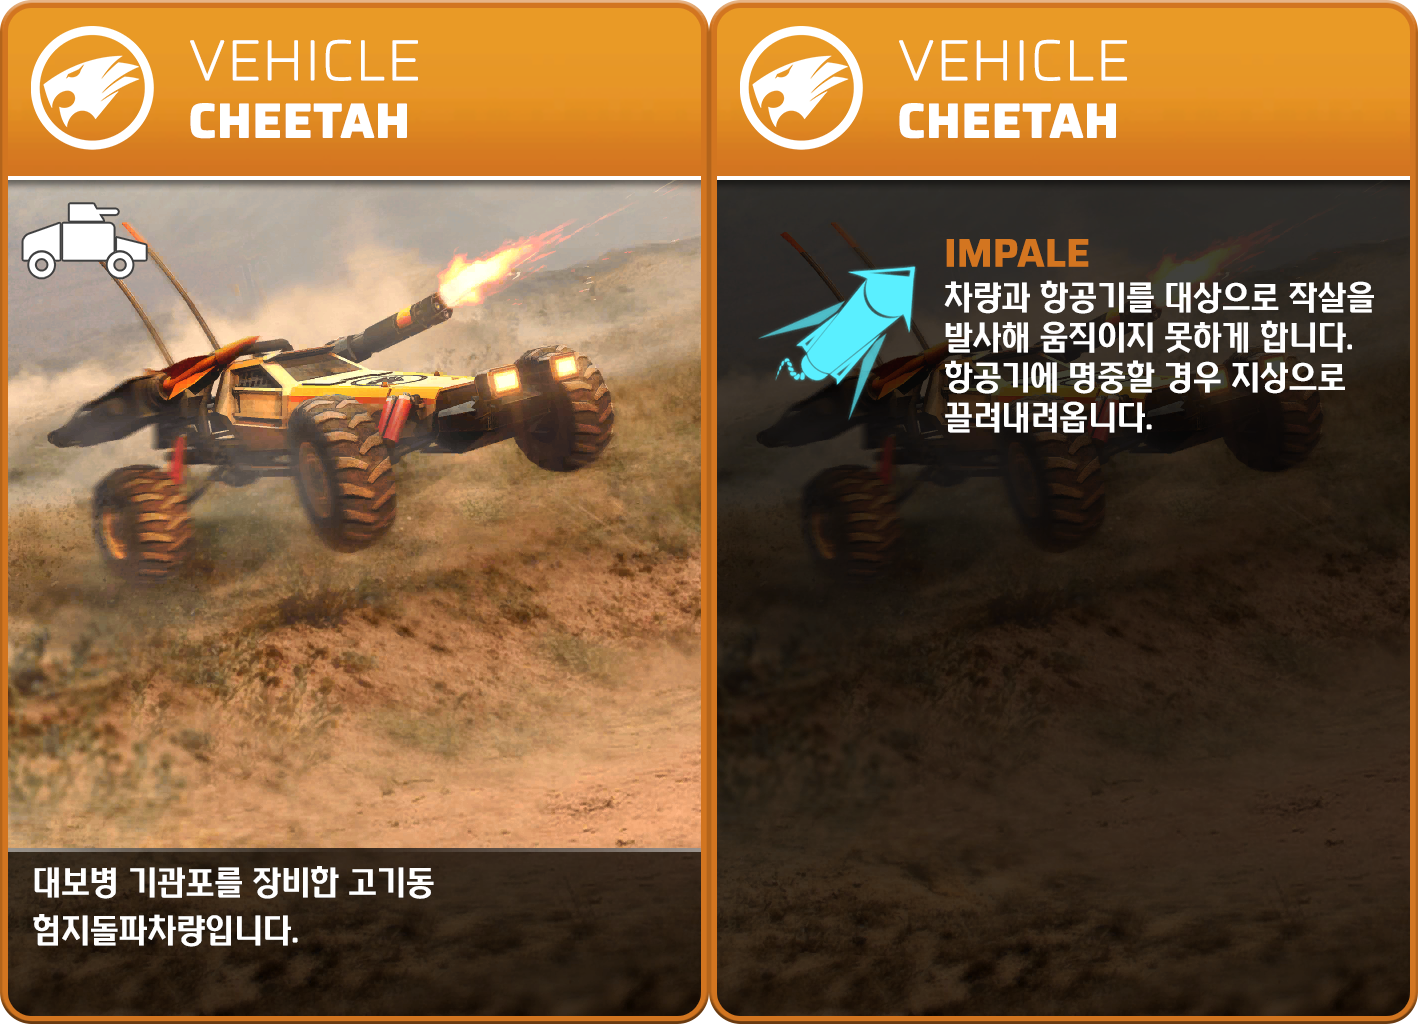 VEHICLE
CHEETAH
대보병 기관포를 장비한 고기동
험지돌파차량입니다.
VEHICLE
CHEETAH
IMPALE
차량과 항공기를 대상으로 작살을
발사해 움직이지 못하게 합니다.
항공기에 명중할 경우 지상으로
끌려내려옵니다.